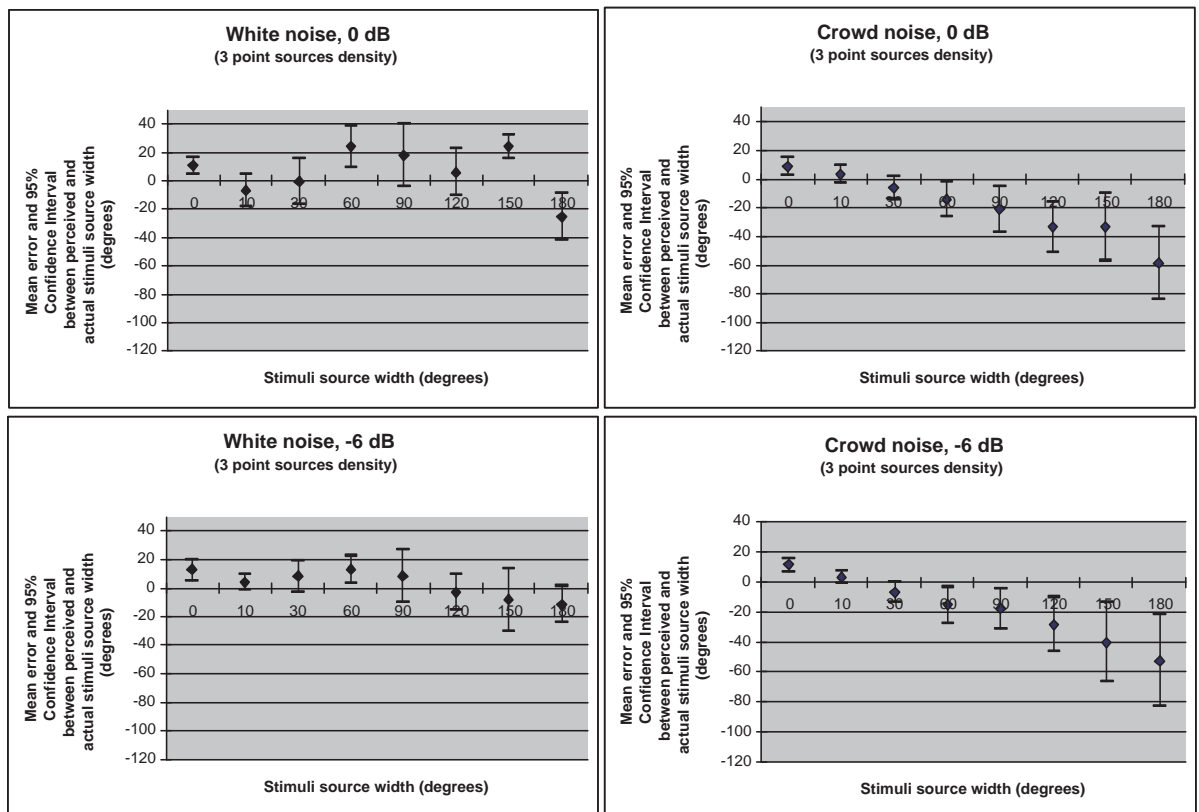 White noise, 0 dB
(3 point sources density)
Mean error and 95%
Confidence Interval
between perceived and
actual stimuli source width
(degrees)
40
20
0
-20
-40
-60
-80
-100
-120
0 10 30 60 90 120 150 180
Stimuli source width (degrees)
Crowd noise, 0 dB
(3 point sources density)
Mean error and 95%
Confidence Interval
between perceived and
actual stimuli source width
(degrees)
40
20
0
-20
-40
-60
-80
-100
-120
0 10 30 60 90 120 150 180
Stimuli source width (degrees)
White noise, -6 dB
(3 point sources density)
Mean error and 95%
Confidence Interval
between perceived and
actual stimuli source width
(degrees)
40
20
0
-20
-40
-60
-80
-100
-120
0 10 30 60 90 120 150 180
Stimuli source width (degrees)
Crowd noise, -6 dB
(3 point sources density)
Mean error and 95%
Confidence Interval
between perceived and
actual stimuli source width
(degrees)
40
20
0
-20
-40
-60
-80
-100
-120
0 10 30 60 90 120 150 180
Stimuli source width (degrees)